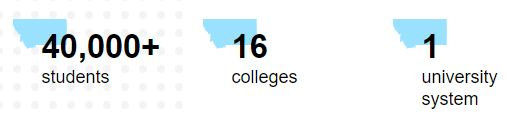 40,000+
students
16
colleges
1
university
system